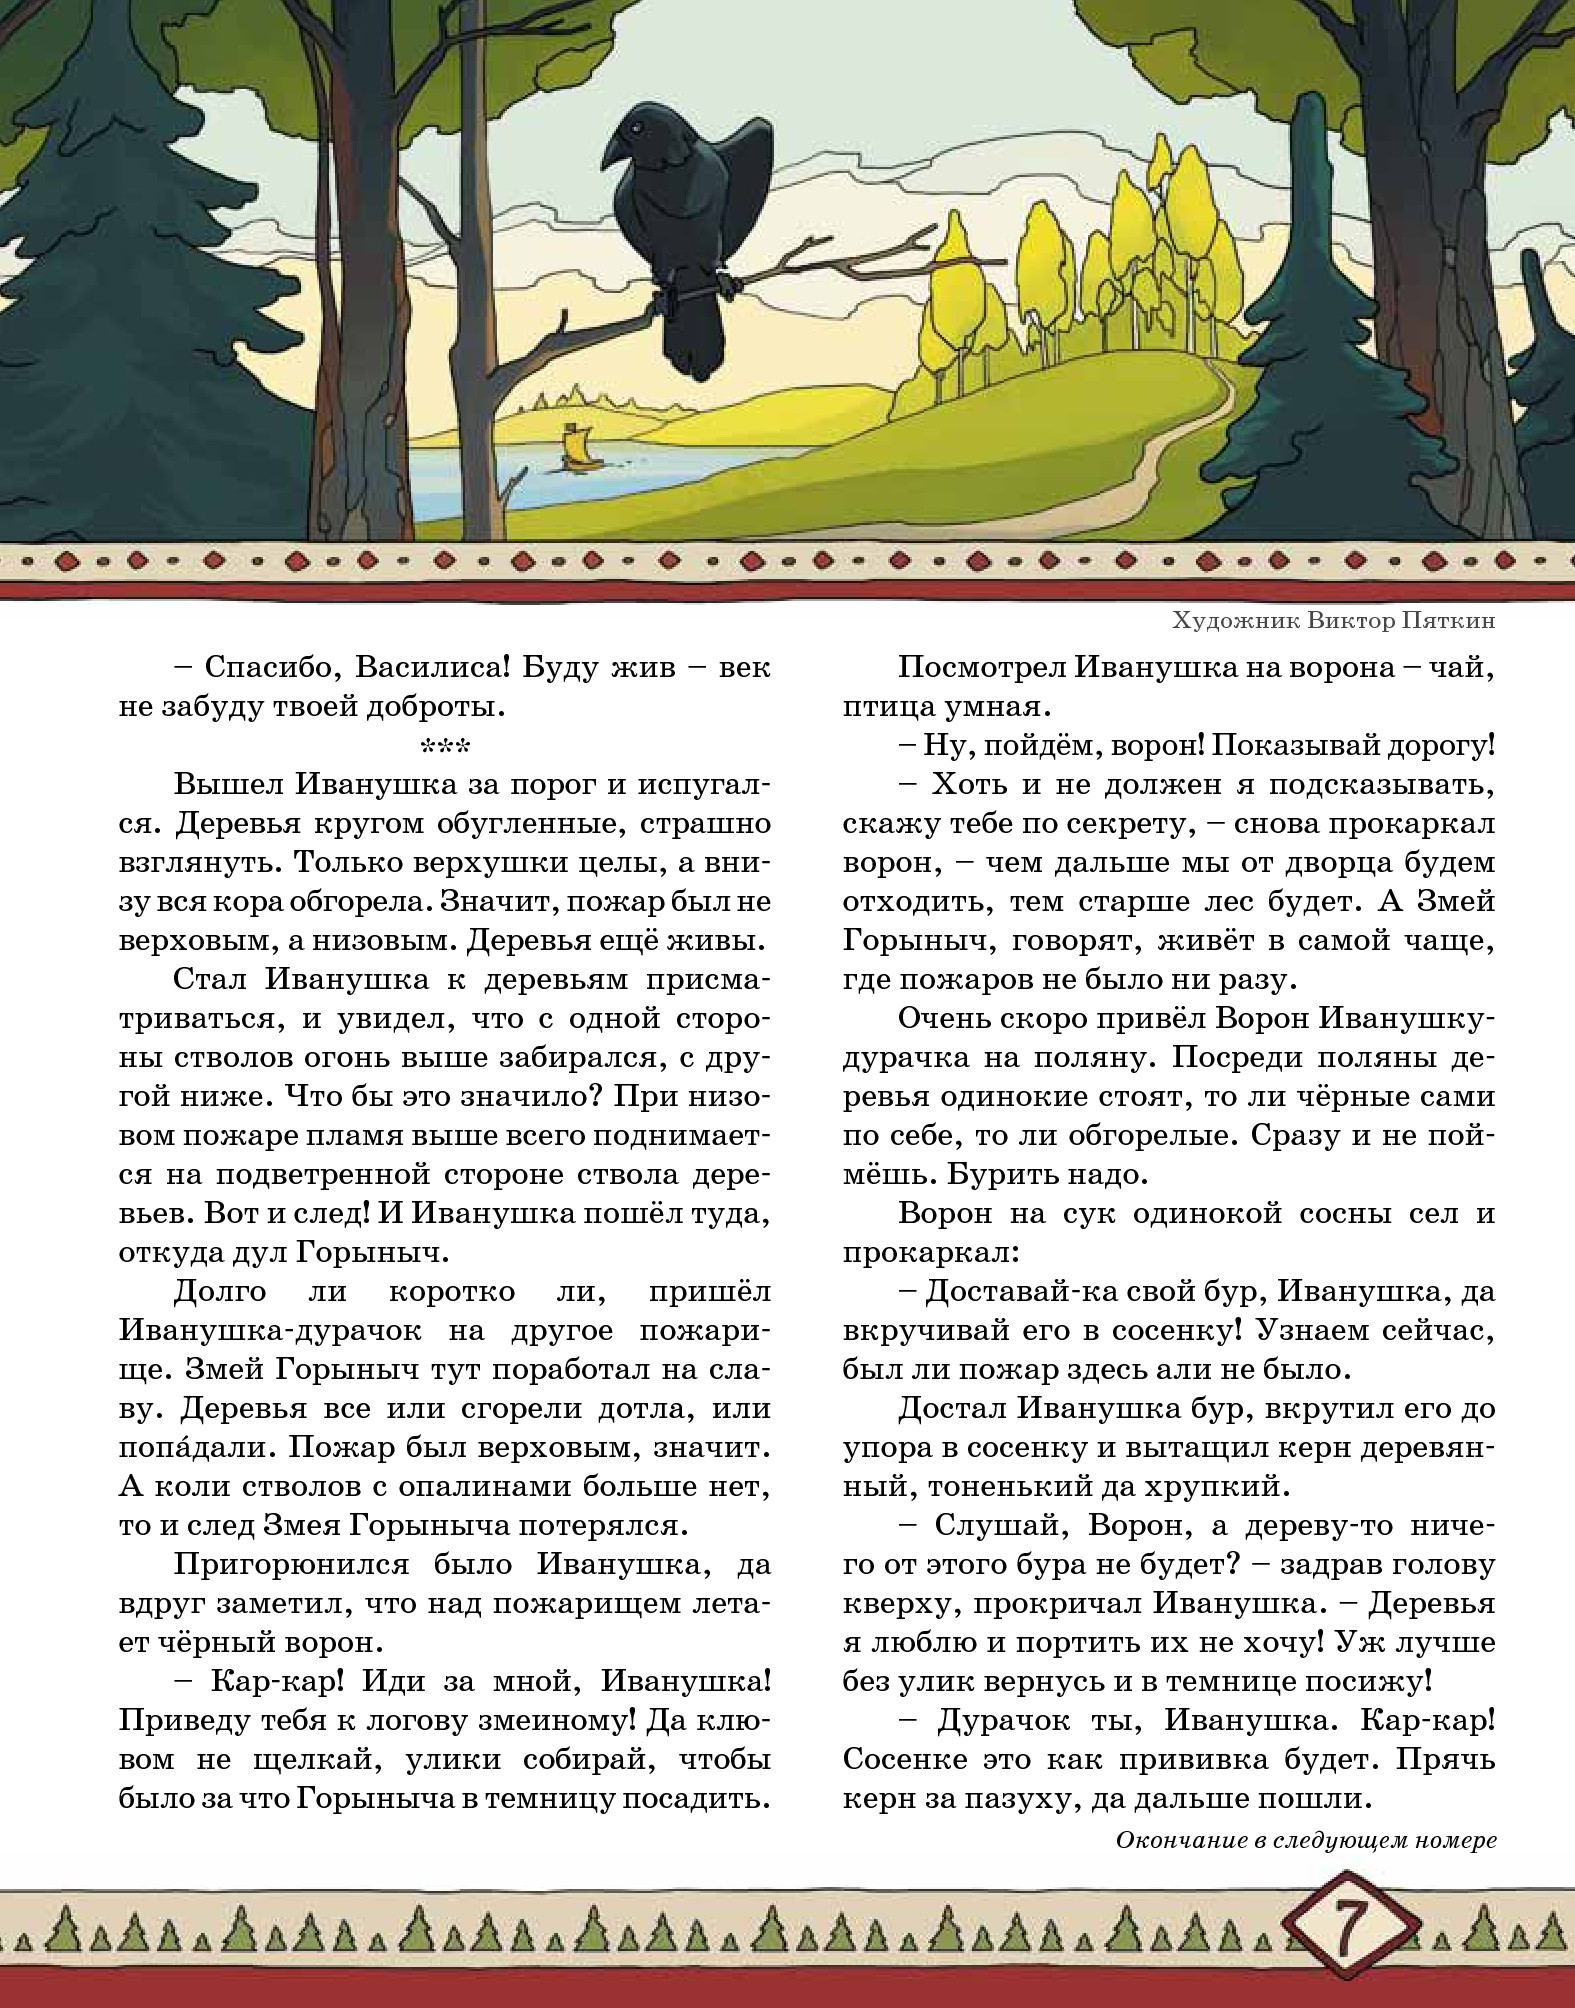 Художник Виктор Пяткин
– Спасибо, Василиса! Буду жив – век
не забуду твоей доброты.
***
Вышел Иванушка за порог и испугал-
ся. Деревья кругом обугленные, страшно
взглянуть. Только верхушки целы, а вни-
зу вся кора обгорела. Значит, пожар был не
верховым, а низовым. Деревья ещё живы.
Стал Иванушка к деревьям присма-
триваться, и увидел, что с одной сторо-
ны стволов огонь выше забирался, с дру-
гой ниже. Что бы это значило? При низо-
вом пожаре пламя выше всего поднимает-
ся на подветренной стороне ствола дере-
вьев. Вот и след! И Иванушка пошёл туда,
откуда дул Горыныч.
Долго ли коротко ли, пришёл
Иванушка-дурачок на другое пожари-
ще. Змей Горыныч тут поработал на сла-
ву. Деревья все или сгорели дотла, или
попа́дали. Пожар был верховым, значит.
А коли стволов с опалинами больше нет,
то и след Змея Горыныча потерялся.
Пригорюнился было Иванушка, да
вдруг заметил, что над пожарищем лета-
ет чёрный ворон.
– Кар-кар! Иди за мной, Иванушка!
Приведу тебя к логову змеиному! Да клю-
вом не щелкай, улики собирай, чтобы
было за что Горыныча в темницу посадить.
Посмотрел Иванушка на ворона – чай,
птица умная.
– Ну, пойдём, ворон! Показывай дорогу!
– Хоть и не должен я подсказывать,
скажу тебе по секрету, – снова прокаркал
ворон, – чем дальше мы от дворца будем
отходить, тем старше лес будет. А Змей
Горыныч, говорят, живёт в самой чаще,
где пожаров не было ни разу.
Очень скоро привёл Ворон Иванушку-
дурачка на поляну. Посреди поляны де-
ревья одинокие стоят, то ли чёрные сами
по себе, то ли обгорелые. Сразу и не пой-
мёшь. Бурить надо.
Ворон на сук одинокой сосны сел и
прокаркал:
– Доставай-ка свой бур, Иванушка, да
вкручивай его в сосенку! Узнаем сейчас,
был ли пожар здесь али не было.
Достал Иванушка бур, вкрутил его до
упора в сосенку и вытащил керн деревян-
ный, тоненький да хрупкий.
– Слушай, Ворон, а дереву-то ниче-
го от этого бура не будет? – задрав голову
кверху, прокричал Иванушка. – Деревья
я люблю и портить их не хочу! Уж лучше
без улик вернусь и в темнице посижу!
– Дурачок ты, Иванушка. Кар-кар!
Сосенке это как прививка будет. Прячь
керн за пазуху, да дальше пошли.
Окончание в следующем номере
7